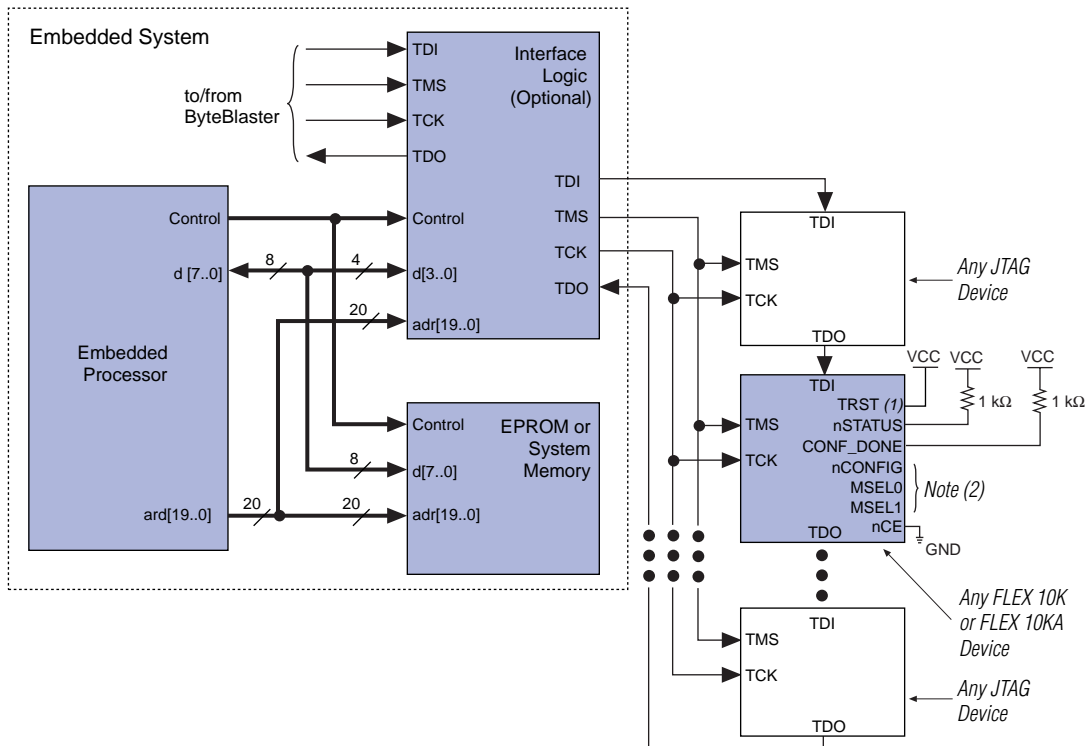 Embedded System
to/from
ByteBlaster
TDI
TMS
TCK
TDO
Interface
Logic
(Optional)
TDI
TMS
TCK
TDO
Control
d[3..0]
adr[19..0]
Control
d [7..0]
Embedded
Processor
ard[19..0]
8
4
20
8
20
20
Control
d[7..0]
adr[19..0]
EPROM or
System
Memory
TDI
TMS
TCK
TDO
Any JTAG
Device
TDI
TMS
TCK
TRST (1)
nSTATUS
CONF_DONE
nCONFIG
MSEL0
MSEL1
nCE
TDO
VCC
VCC
VCC
1 kΩ
1 kΩ
Note (2)
GND
Any FLEX 10K
or FLEX 10KA
Device
TDI
TMS
TCK
TDO
Any JTAG
Device